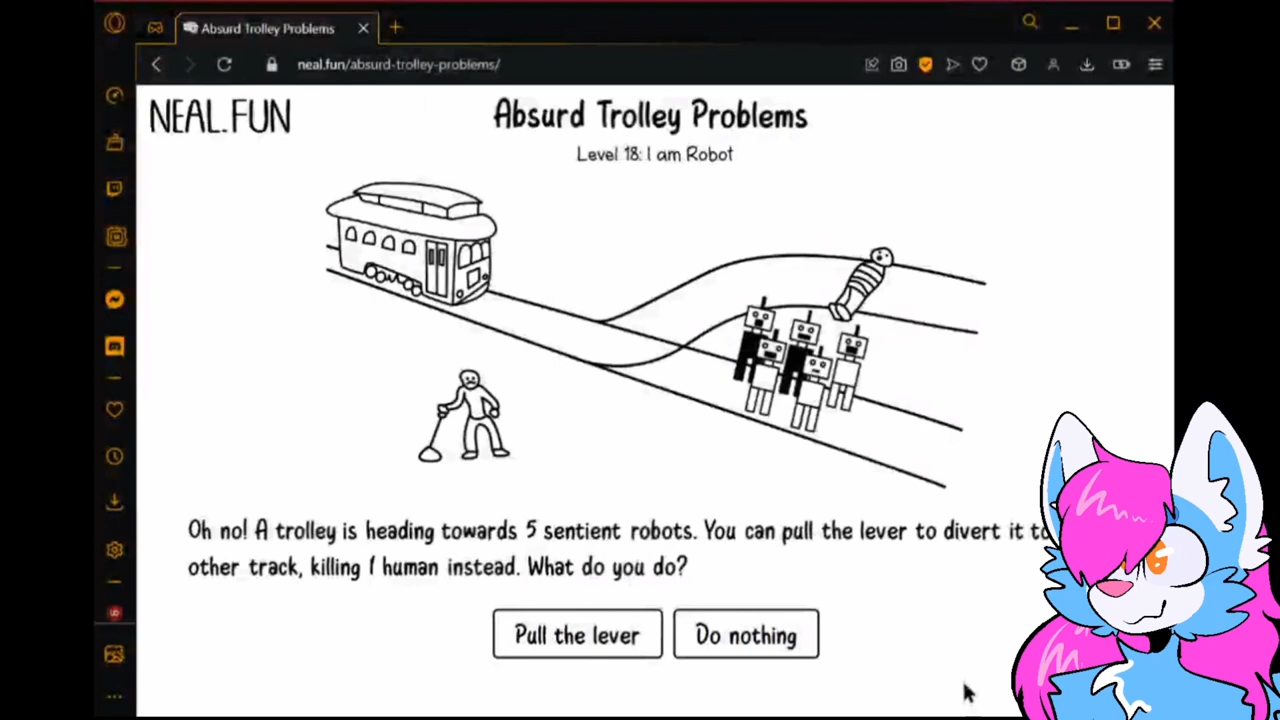 Absurd Trolley Problems
neal.fun/absurd-trolley-problems/
NEAL.FUN
Absurd Trolley Problems
Level 18: I am Robot
Oh no! A trolley is heading towards 5 sentient robots. You can pull the lever to divert it to
other track, killing 1 human instead. What do you do?
Pull the lever
Do nothing